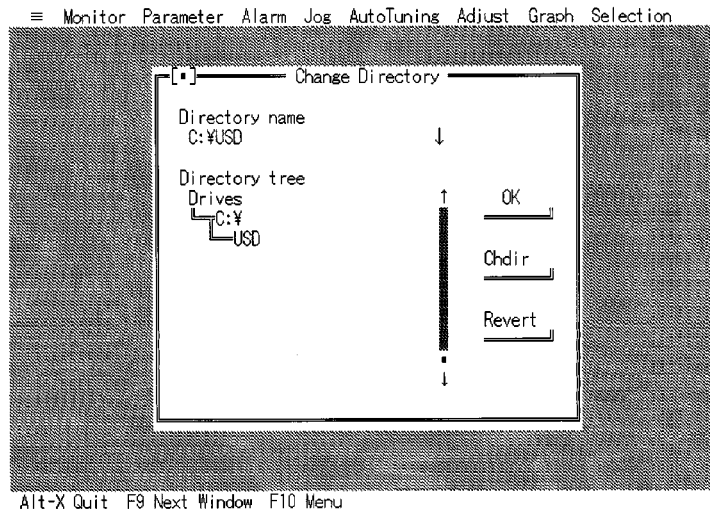 ≡ Monitor Parameter Alarm Jog AutoTuning Adjust Graph Selection
[▪] Change Directory
Directory name
C:¥USD ↓
Directory tree
Drives
C:¥
USD
↑
↓
OK
Chdir
Revert
Alt-X Quit F9 Next Window F10 Menu